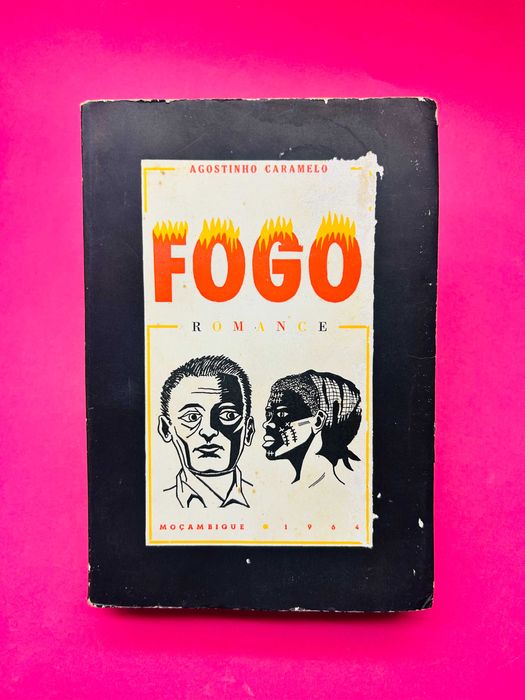 AGOSTINHO CARAMELO
FOGO
ROMANCE
MOÇAMBIQUE 1964